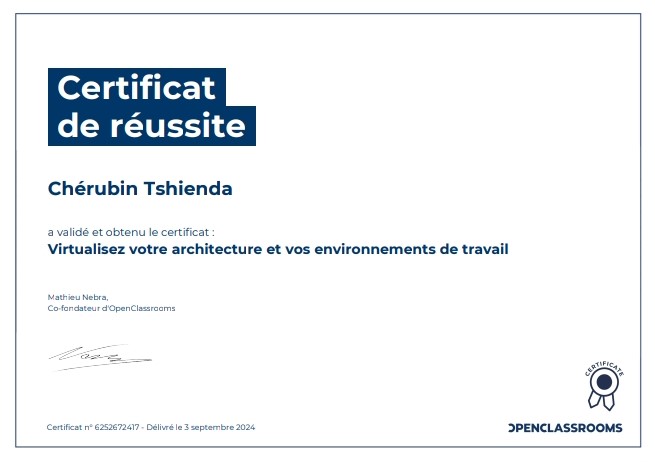 Certificat
de réussite
Chérubin Tshienda
a validé et obtenu le certificat :
Virtualisez votre architecture et vos environnements de travail
Mathieu Nebra,
Co-fondateur d'OpenClassrooms
CERTIFICATE
Certificat n° 6252672417 - Délivré le 3 septembre 2024
OPENCLASSROOMS